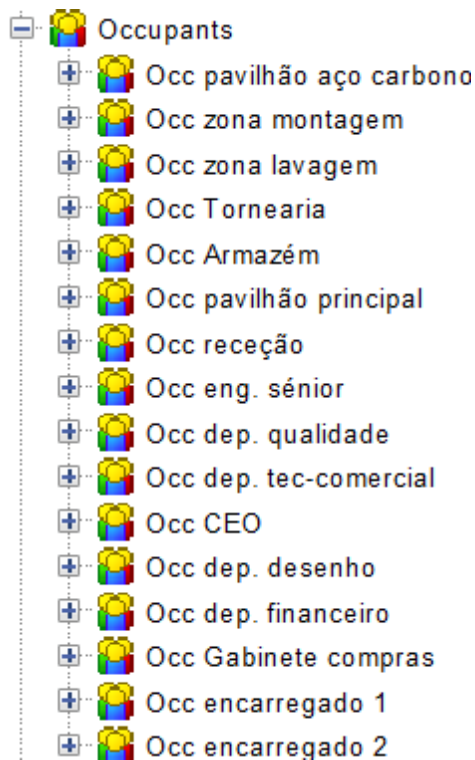 Occupants
Occ pavilhão aço carbono
Occ zona montagem
Occ zona lavagem
Occ Tornearia
Occ Armazém
Occ pavilhão principal
Occ receção
Occ eng. sénior
Occ dep. qualidade
Occ dep. tec-comercial
Occ CEO
Occ dep. desenho
Occ dep. financeiro
Occ Gabinete compras
Occ encarregado 1
Occ encarregado 2